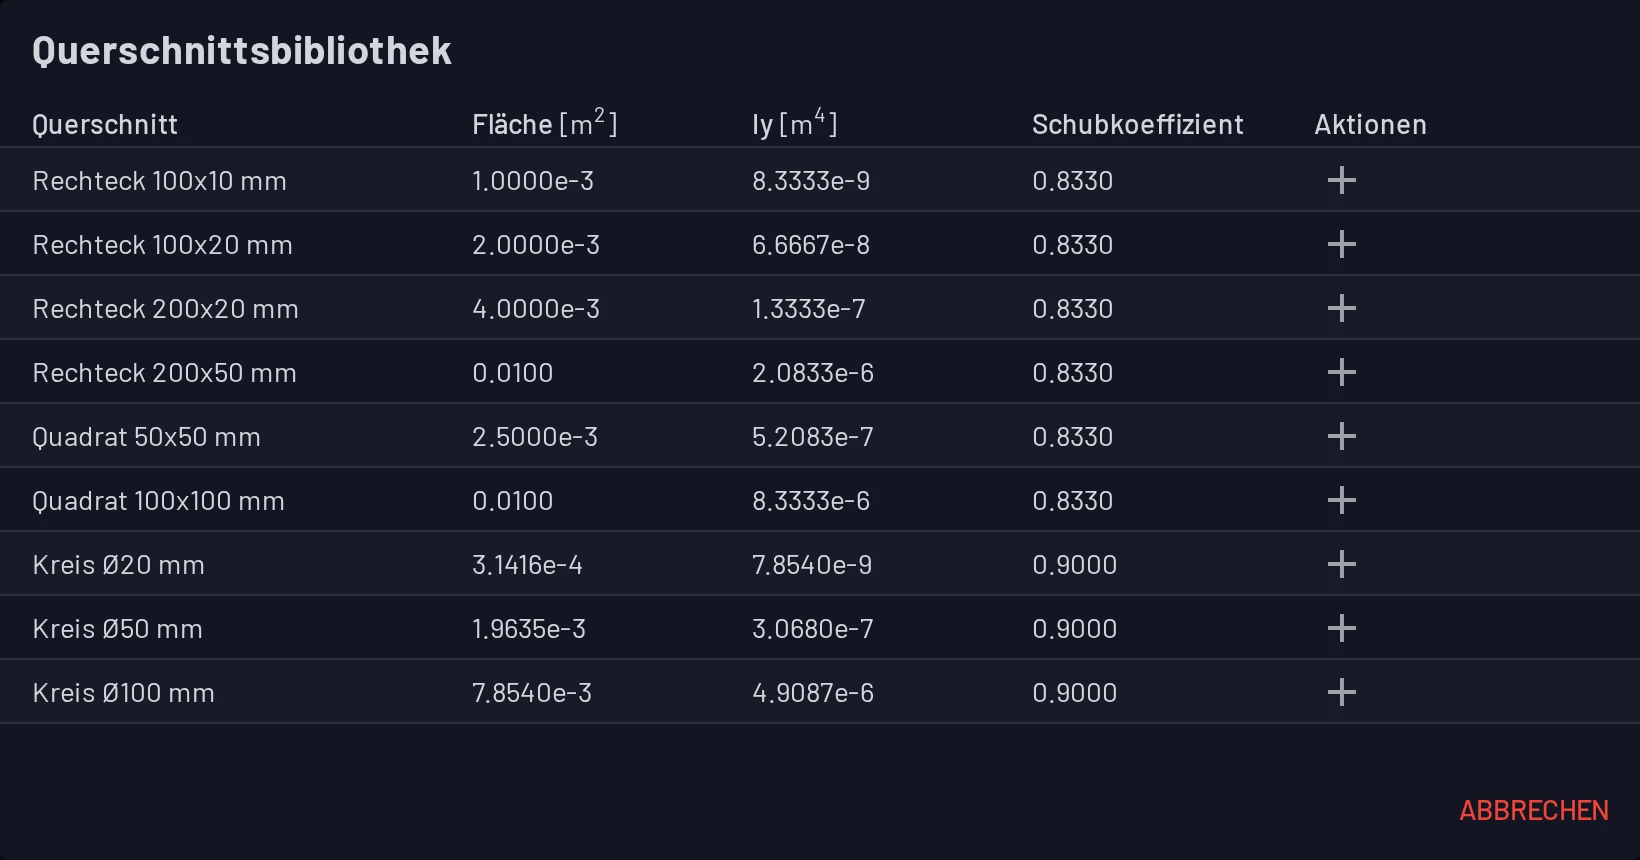 Querschnittsbibliothek
Querschnitt Fläche [m²] Iy [m⁴] Schubkoeffizient Aktionen
Rechteck 100x10 mm 1.0000e-3 8.3333e-9 0.8330
Rechteck 100x20 mm 2.0000e-3 6.6667e-8 0.8330
Rechteck 200x20 mm 4.0000e-3 1.3333e-7 0.8330
Rechteck 200x50 mm 0.0100 2.0833e-6 0.8330
Quadrat 50x50 mm 2.5000e-3 5.2083e-7 0.8330
Quadrat 100x100 mm 0.0100 8.3333e-6 0.8330
Kreis Ø20 mm 3.1416e-4 7.8540e-9 0.9000
Kreis Ø50 mm 1.9635e-3 3.0680e-7 0.9000
Kreis Ø100 mm 7.8540e-3 4.9087e-6 0.9000
ABBRECHEN